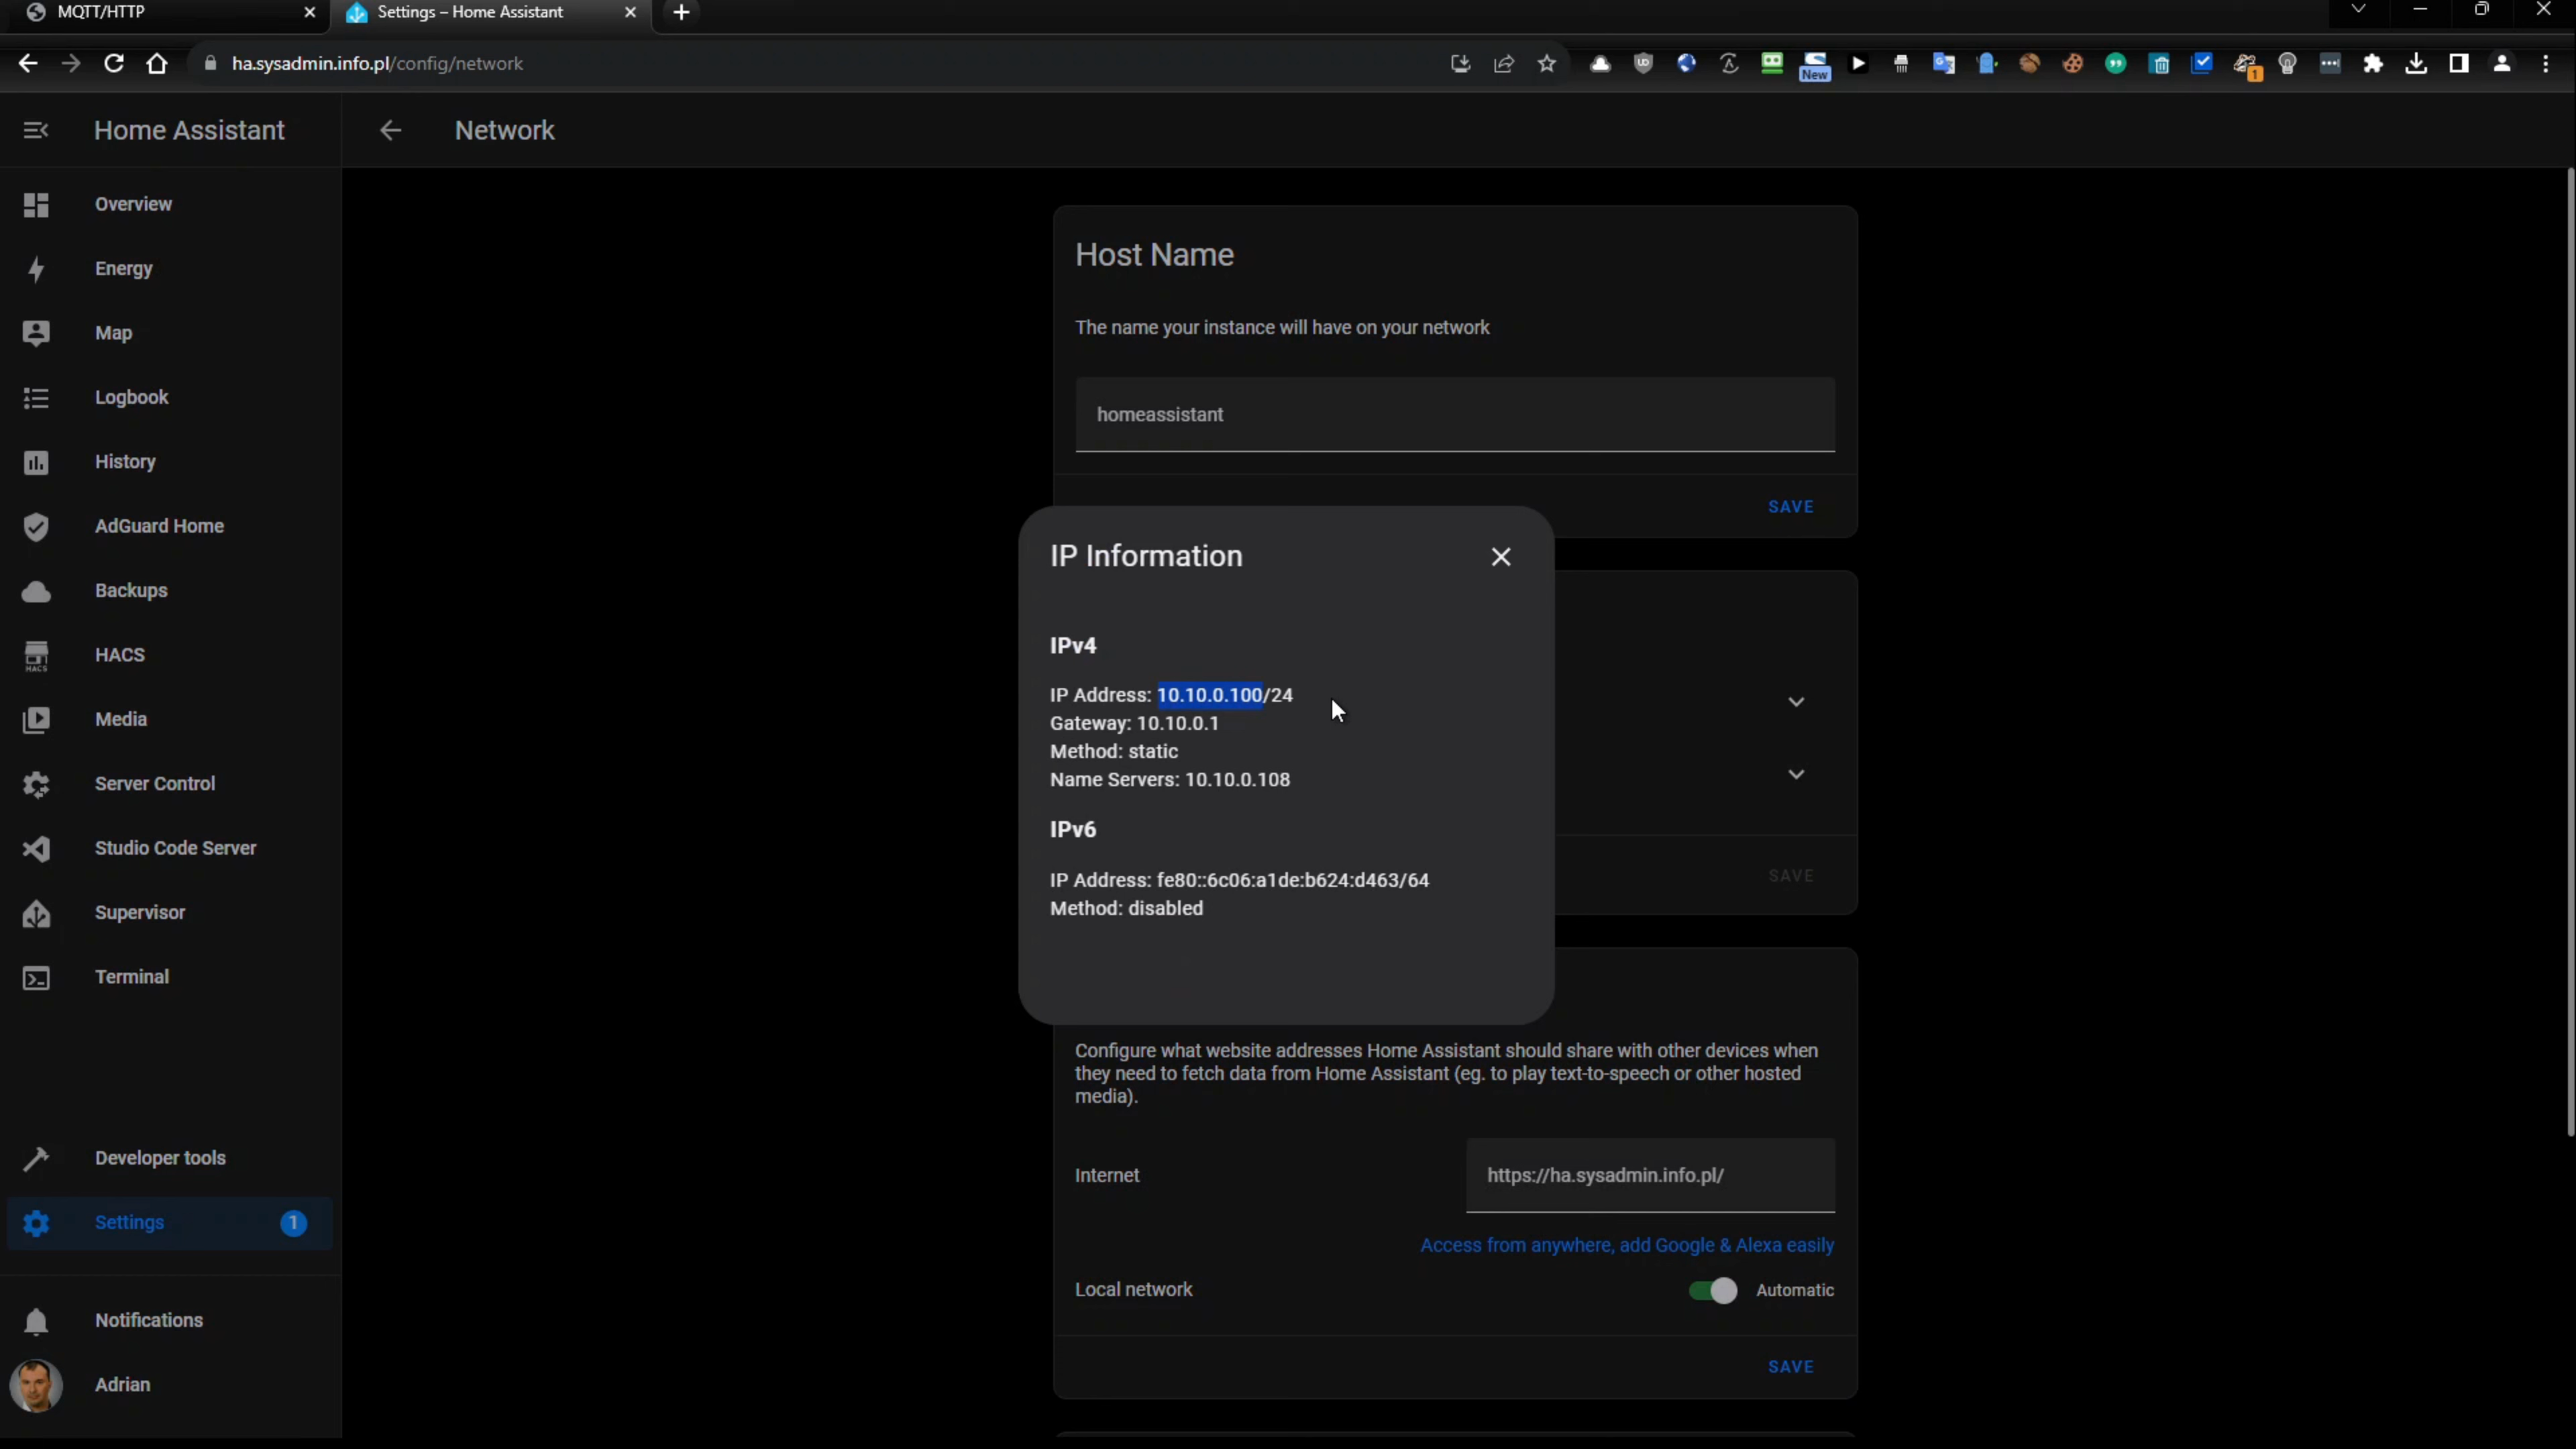 MQTT/HTTP
Settings – Home Assistant
ha.sysadmin.info.pl/config/network
New
1
Home Assistant
Network
Overview
Energy
Map
Logbook
History
AdGuard Home
Backups
HACS
HACS
Media
Server Control
Studio Code Server
Supervisor
Terminal
Developer tools
Settings
1
Notifications
Adrian
Host Name
The name your instance will have on your network
homeassistant
SAVE
IP Information
IPv4
IP Address: 10.10.0.100/24
Gateway: 10.10.0.1
Method: static
Name Servers: 10.10.0.108
IPv6
IP Address: fe80::6c06:a1de:b624:d463/64
Method: disabled
SAVE
Configure what website addresses Home Assistant should share with other devices when
they need to fetch data from Home Assistant (eg. to play text-to-speech or other hosted
media).
Internet
https://ha.sysadmin.info.pl/
Access from anywhere, add Google & Alexa easily
Local network
Automatic
SAVE